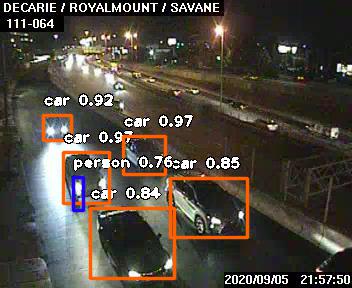 DECARIE / ROYALMOUNT / SAVANE
111-064
car 0.92
car 0.97
car 0.97
person 0.76
car 0.85
car 0.84
2020/09/05 21:57:50